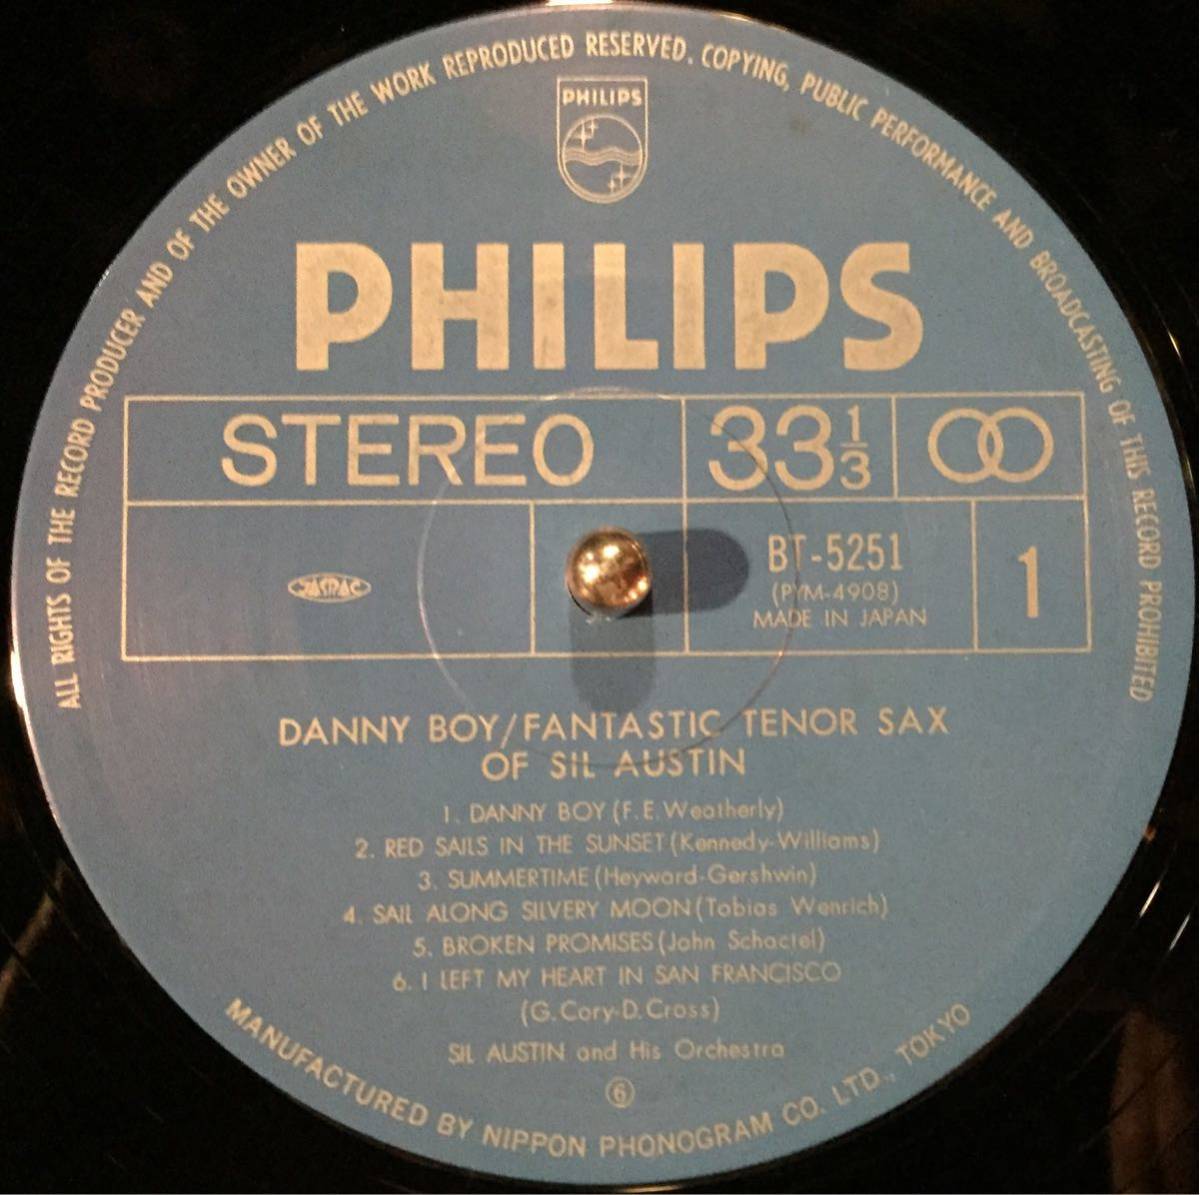 ALL RIGHTS OF THE RECORD PRODUCER AND OF THE OWNER OF THE WORK REPRODUCED RESERVED. COPYING, PUBLIC PERFORMANCE AND BROADCASTING OF THIS RECORD PROHIBITED
PHILIPS
PHILIPS
STEREO 33 1/3
JASRAC
BT-5251
(PYM-4908)
MADE IN JAPAN
1
DANNY BOY/FANTASTIC TENOR SAX
OF SIL AUSTIN
1. DANNY BOY (F.E.Weatherly)
2. RED SAILS IN THE SUNSET (Kennedy-Williams)
3. SUMMERTIME (Heyward-Gershwin)
4. SAIL ALONG SILVERY MOON (Tobias Wenrich)
5. BROKEN PROMISES (John Schactel)
6. I LEFT MY HEART IN SAN FRANCISCO
(G.Cory-D.Cross)
SIL AUSTIN and His Orchestra
⑥
MANUFACTURED BY NIPPON PHONOGRAM CO. LTD., TOKYO